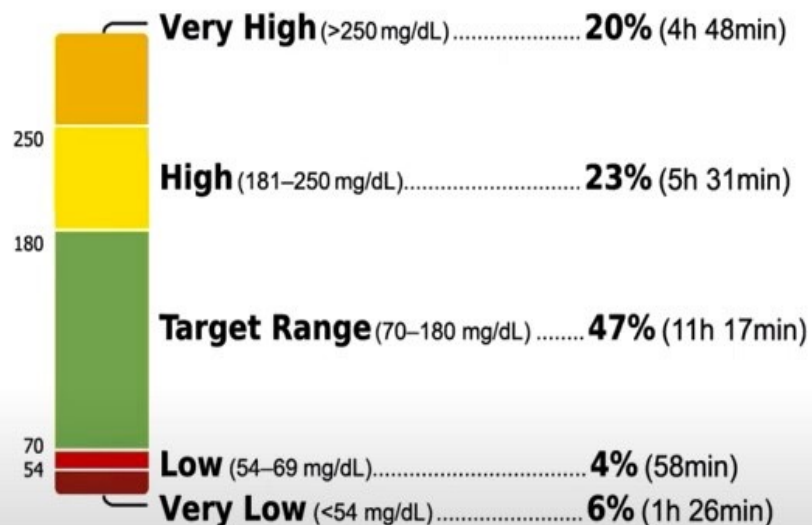 Very High (>250 mg/dL) ..................... 20% (4h 48min)
250
High (181–250 mg/dL)............................. 23% (5h 31min)
180
Target Range (70–180 mg/dL) ........ 47% (11h 17min)
70
Low (54–69 mg/dL)................................... 4% (58min)
54
Very Low (<54 mg/dL) ........................ 6% (1h 26min)